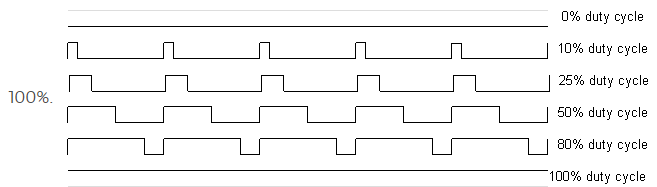 0% duty cycle
10% duty cycle
25% duty cycle
100%.
50% duty cycle
80% duty cycle
100% duty cycle